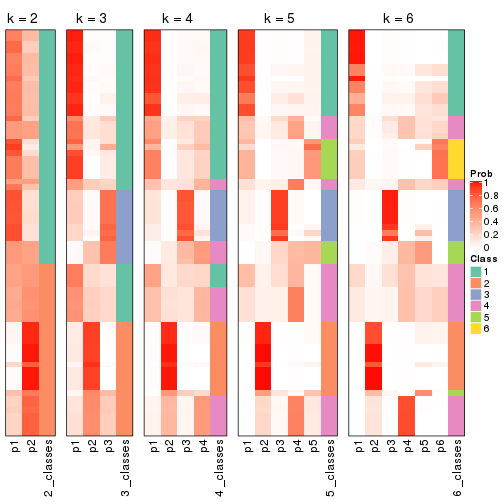 k = 2
k = 3
k = 4
k = 5
k = 6
Prob
1
0.8
0.6
0.4
0.2
0
Class
1
2
3
4
5
6
p1
p2
2_classes
p1
p2
p3
3_classes
p1
p2
p3
p4
4_classes
p1
p2
p3
p4
p5
5_classes
p1
p2
p3
p4
p5
p6
6_classes